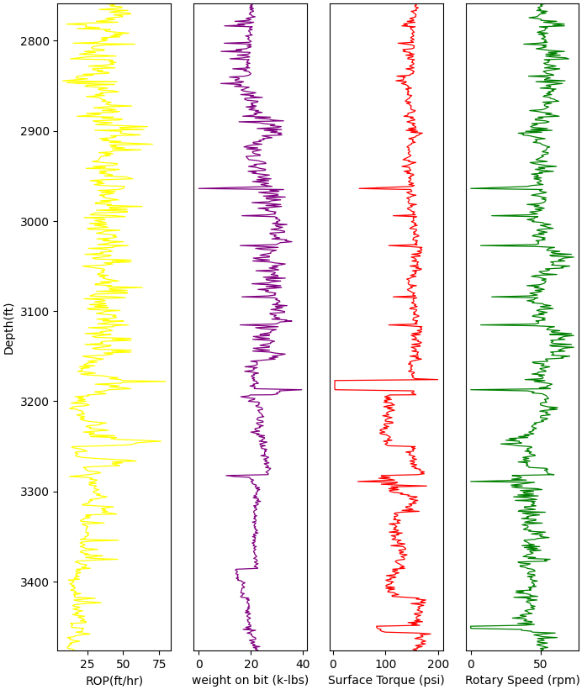 2800
2900
3000
3100
3200
3300
3400
Depth(ft)
25 50 75
0 20 40
0 100 200
0 50
ROP(ft/hr)
weight on bit (k-lbs)
Surface Torque (psi)
Rotary Speed (rpm)